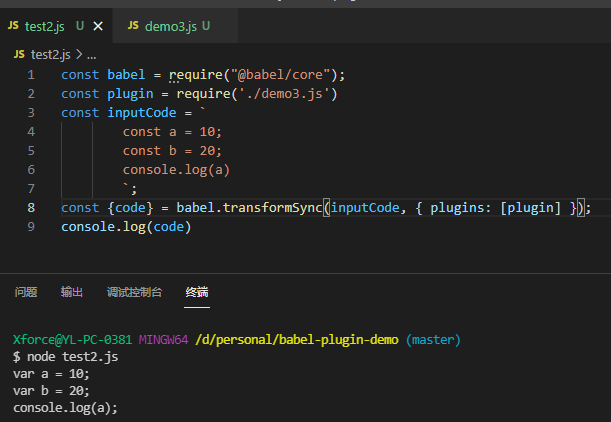 JS test2.js U × JS demo3.js U
JS test2.js > ...
1 const babel = require("@babel/core");
2 const plugin = require('./demo3.js')
3 const inputCode = `
4 const a = 10;
5 const b = 20;
6 console.log(a)
7 `;
8 const {code} = babel.transformSync(inputCode, { plugins: [plugin] });
9 console.log(code)
问题 输出 调试控制台 终端
Xforce@YL-PC-0381 MINGW64 /d/personal/babel-plugin-demo (master)
$ node test2.js
var a = 10;
var b = 20;
console.log(a);